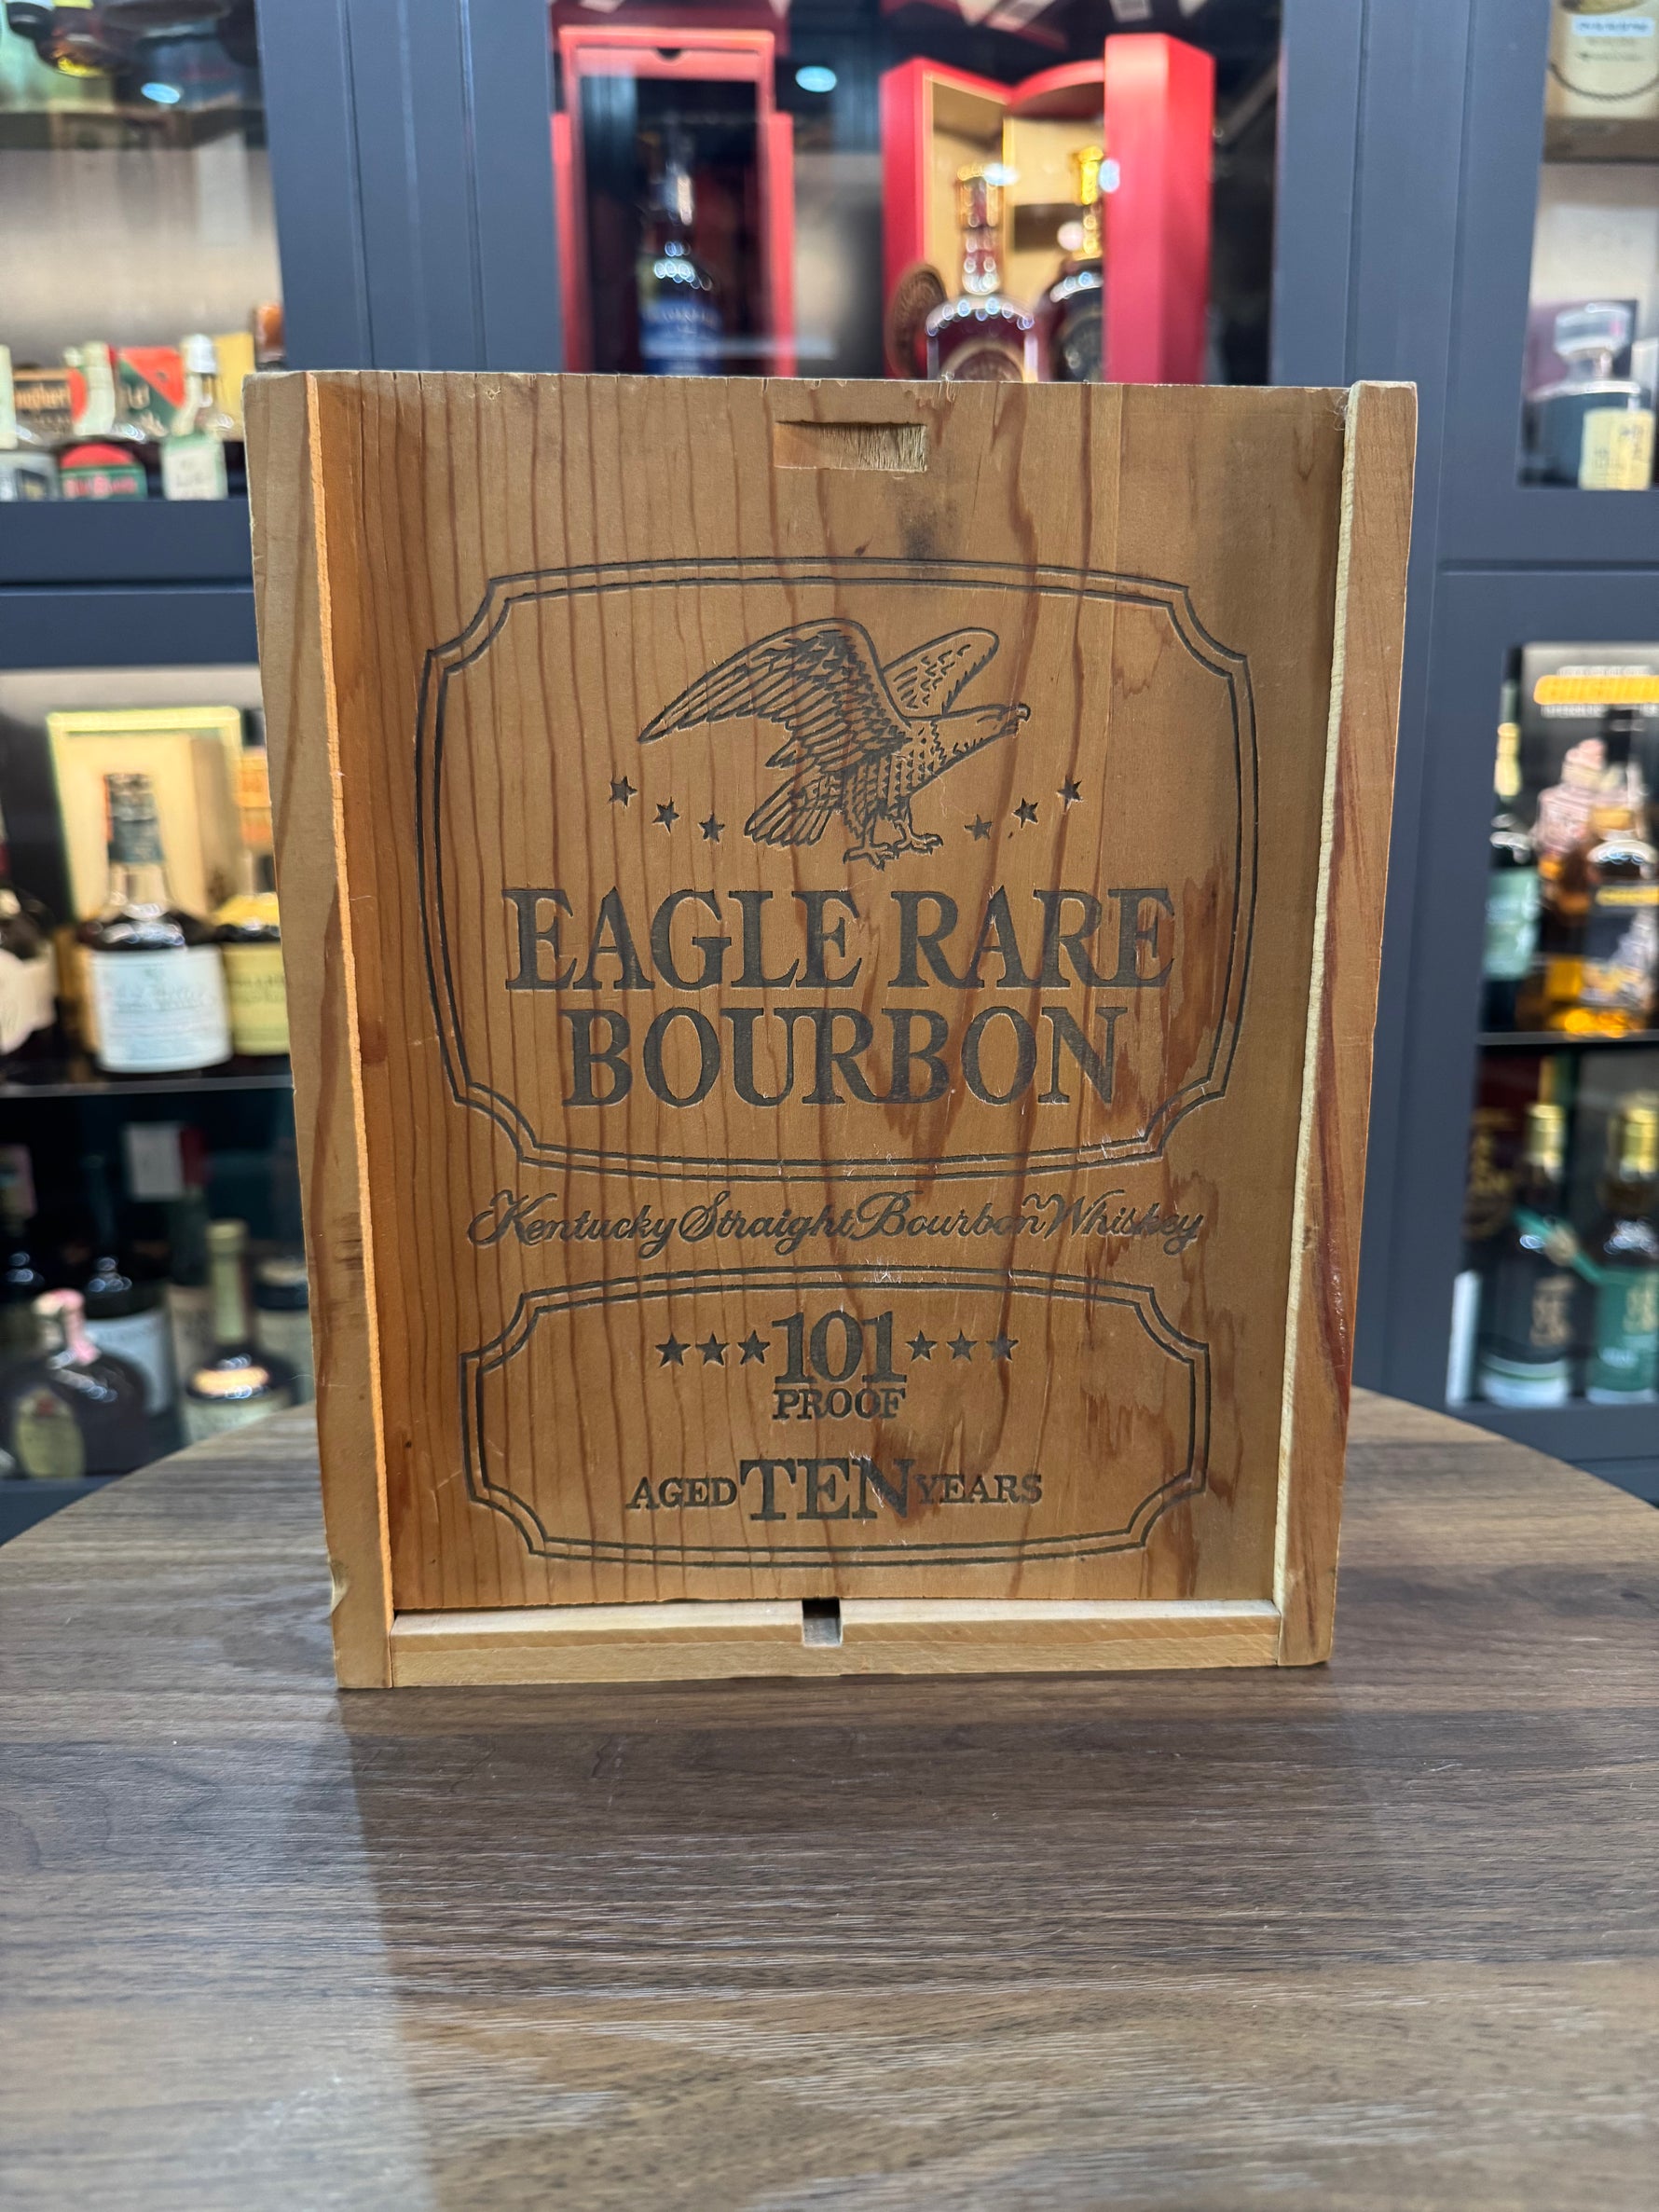 EAGLE RARE
BOURBON
Kentucky Straight Bourbon Whiskey
101
PROOF
AGED TEN YEARS